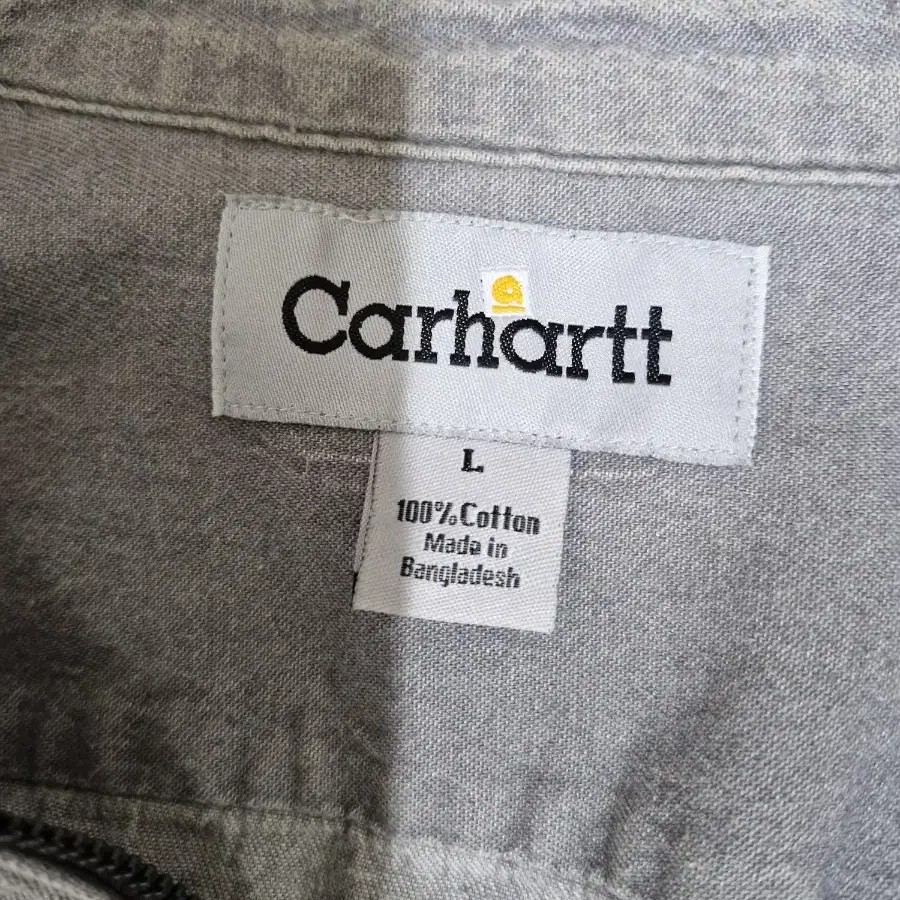 Carhartt
L
100% Cotton
Made in
Bangladesh